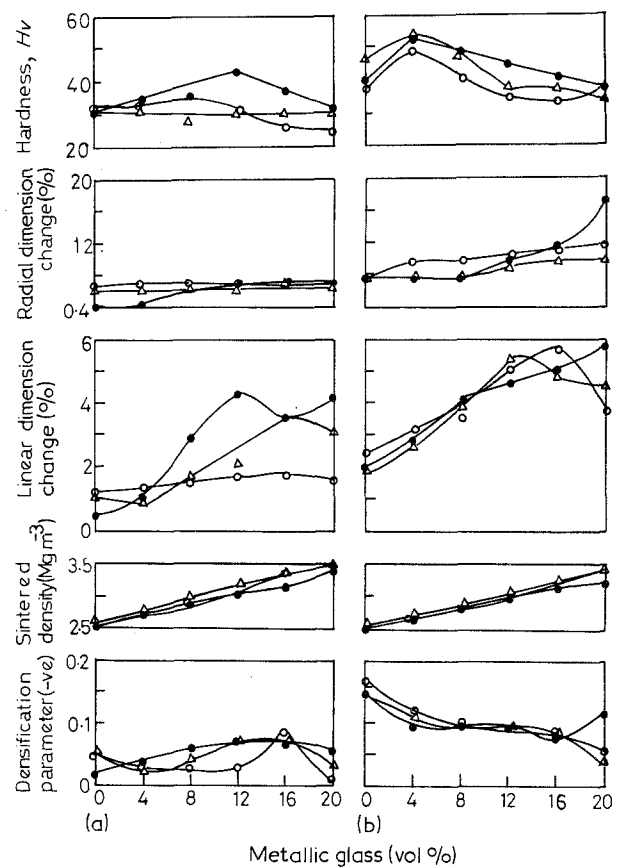 Hardness, Hv
60
40
20
Radial dimension
change(%)
20
12
0·4
Linear dimension
change (%)
6
4
2
0
Sintered
density(Mg m⁻³)
3.5
25
Densification
parameter(-ve)
0.2
0.1
0
0 4 8 12 16 20
0 4 8 12 16 20
(a)
(b)
Metallic glass (vol %)